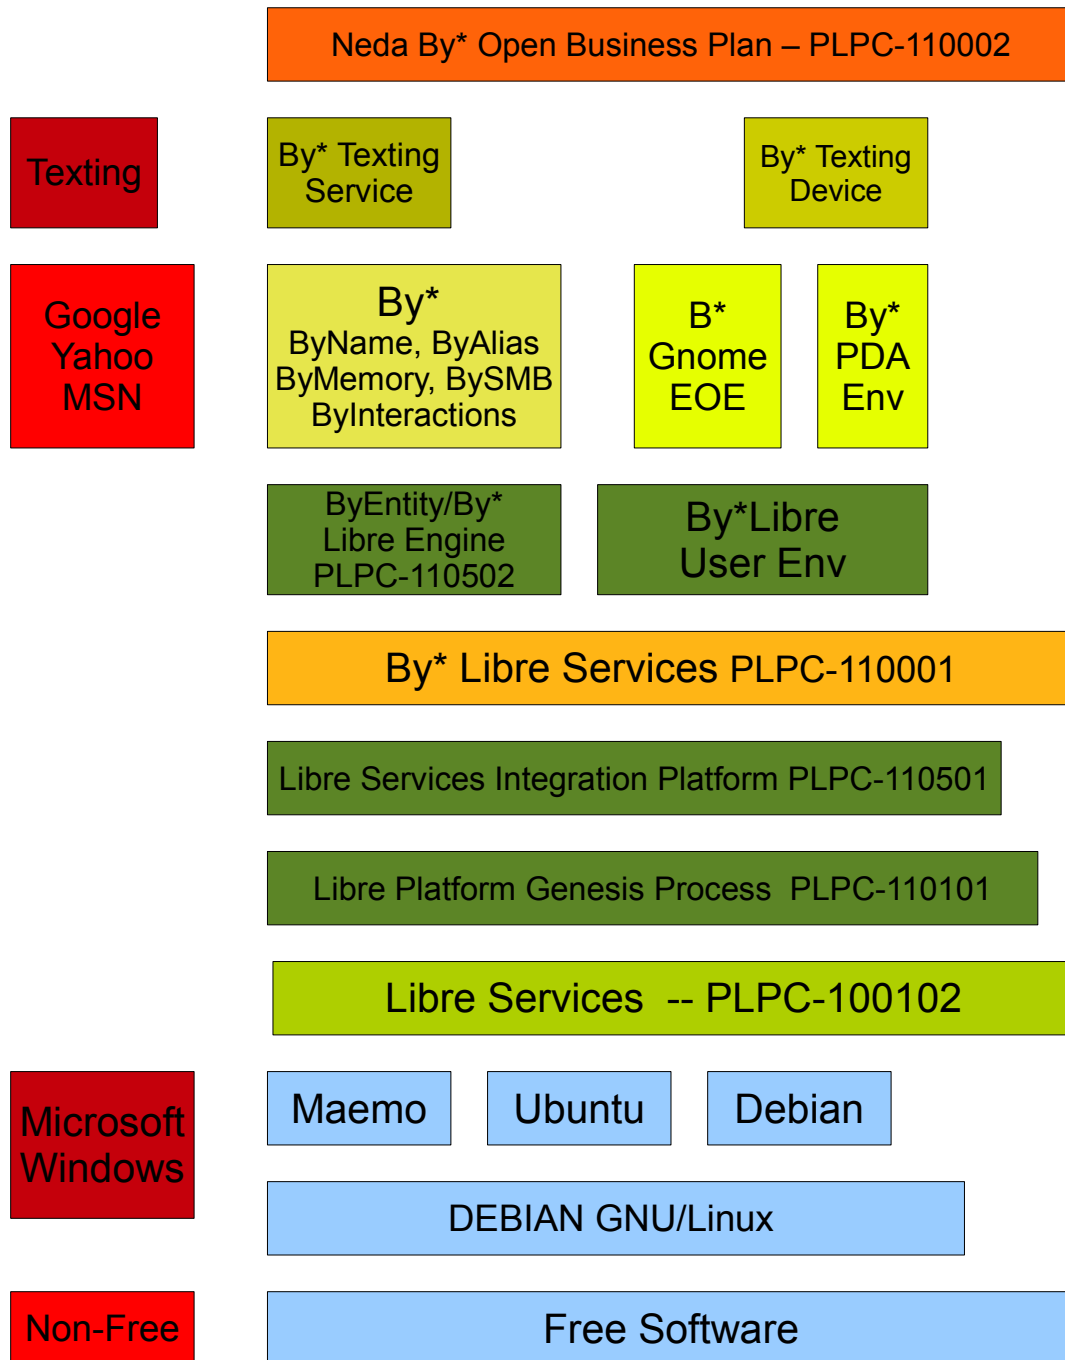 Neda By* Open Business Plan – PLPC-110002
Texting
By* Texting
Service
By* Texting
Device
Google
Yahoo
MSN
By*
ByName, ByAlias
ByMemory, BySMB
ByInteractions
B*
Gnome
EOE
By*
PDA
Env
ByEntity/By*
Libre Engine
PLPC-110502
By*Libre
User Env
By* Libre Services PLPC-110001
Libre Services Integration Platform PLPC-110501
Libre Platform Genesis Process  PLPC-110101
Libre Services  -- PLPC-100102
Microsoft
Windows
Maemo
Ubuntu
Debian
DEBIAN GNU/Linux
Non-Free
Free Software